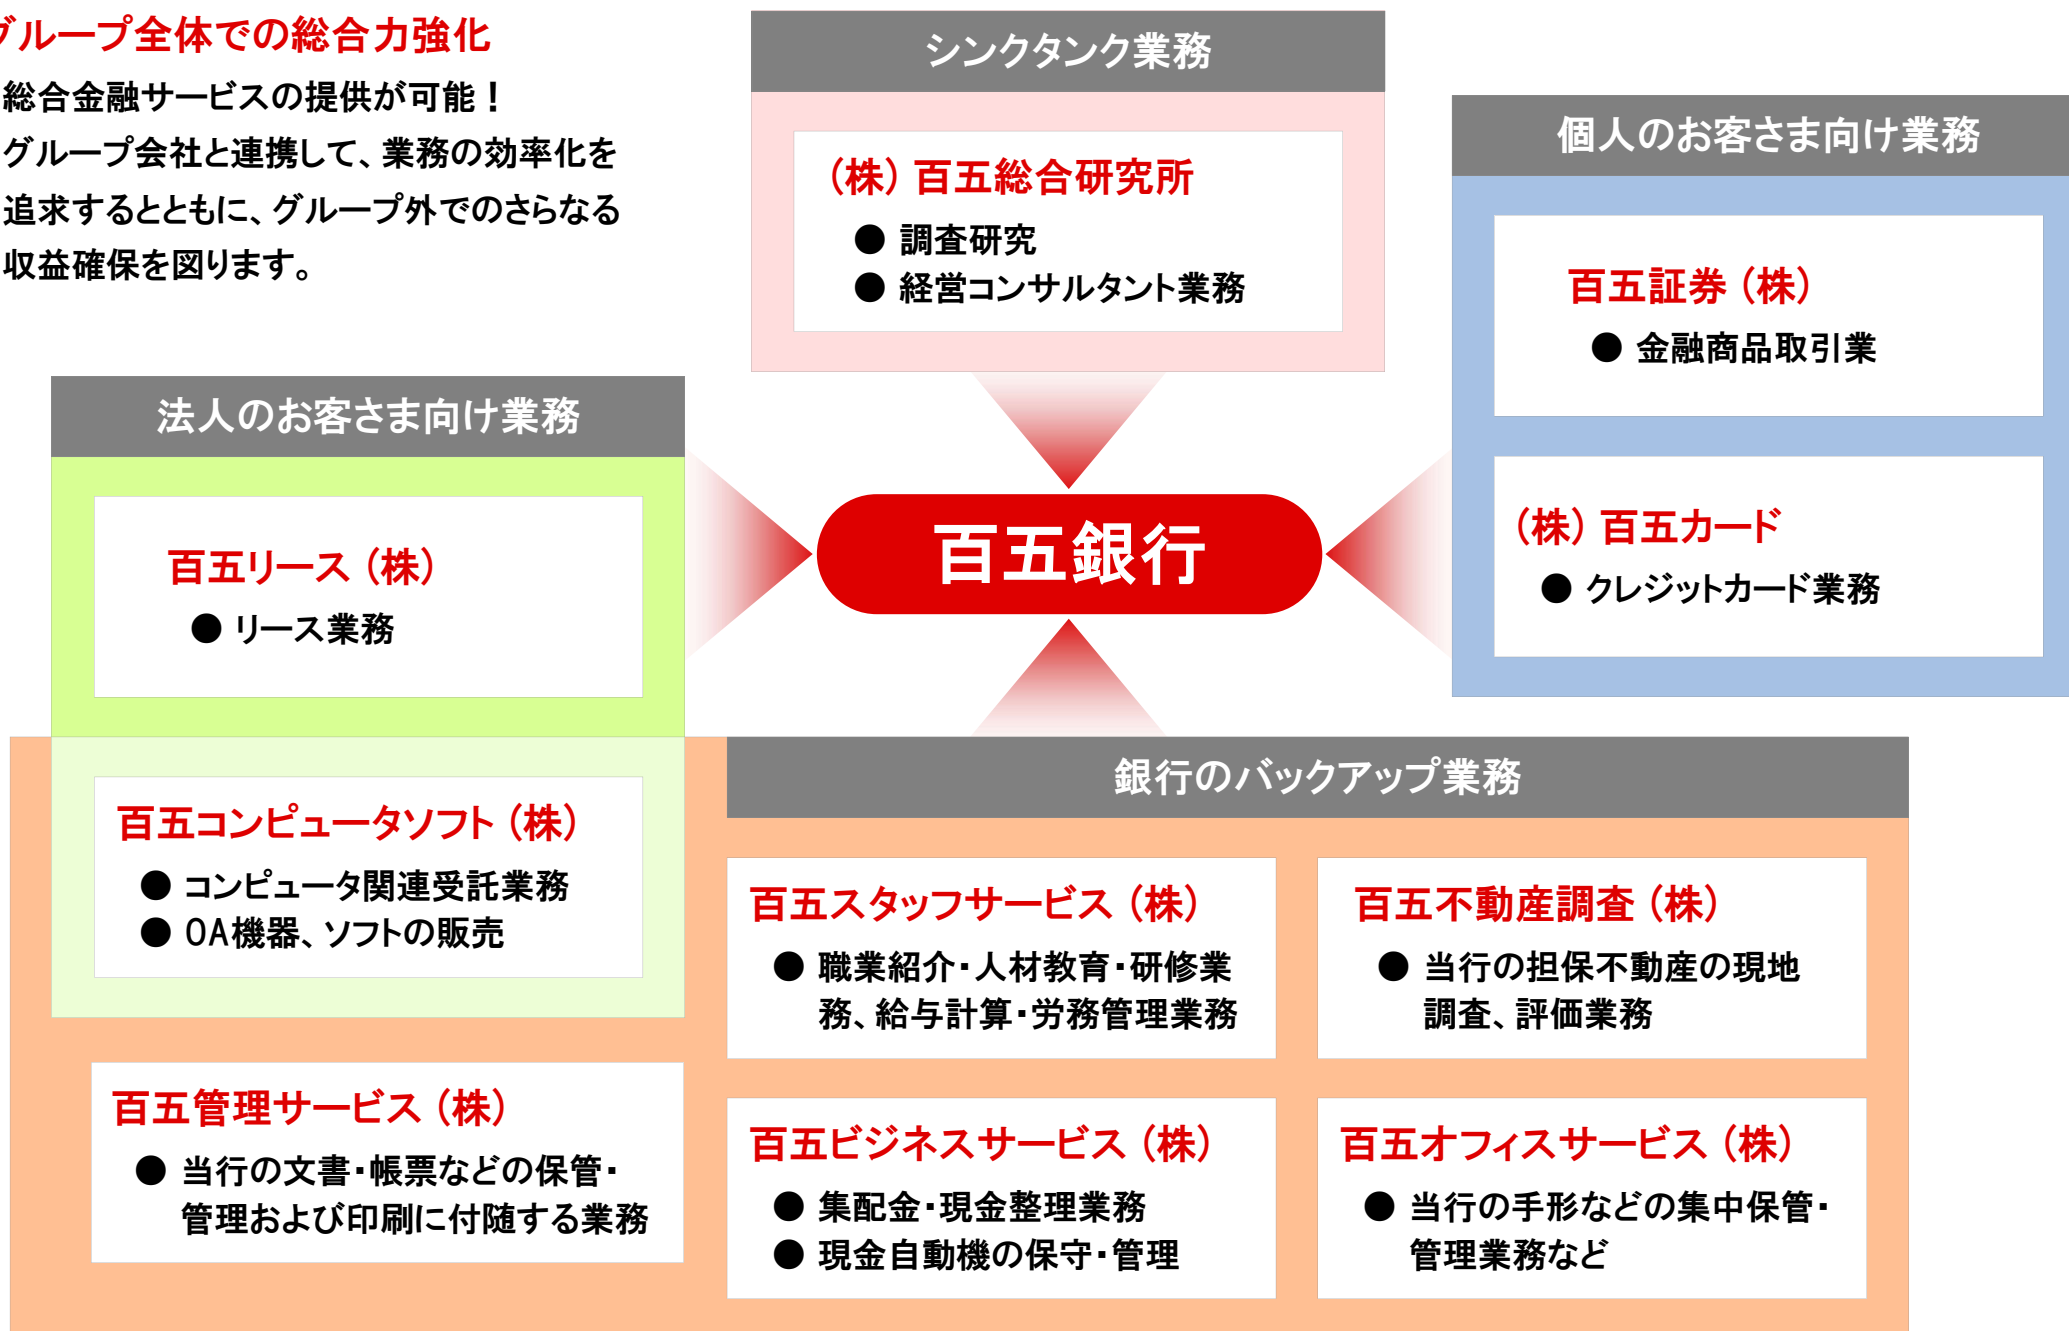 グループ全体での総合力強化
総合金融サービスの提供が可能！
グループ会社と連携して、業務の効率化を
追求するとともに、グループ外でのさらなる
収益確保を図ります。
シンクタンク業務
（株）百五総合研究所
● 調査研究
● 経営コンサルタント業務
個人のお客さま向け業務
百五証券（株）
● 金融商品取引業
（株）百五カード
● クレジットカード業務
法人のお客さま向け業務
百五リース（株）
● リース業務
百五銀行
百五コンピュータソフト（株）
● コンピュータ関連受託業務
● OA機器、ソフトの販売
百五管理サービス（株）
● 当行の文書・帳票などの保管・
管理および印刷に付随する業務
銀行のバックアップ業務
百五スタッフサービス（株）
● 職業紹介・人材教育・研修業
務、給与計算・労務管理業務
百五不動産調査（株）
● 当行の担保不動産の現地
調査、評価業務
百五ビジネスサービス（株）
● 集配金・現金整理業務
● 現金自動機の保守・管理
百五オフィスサービス（株）
● 当行の手形などの集中保管・
管理業務など